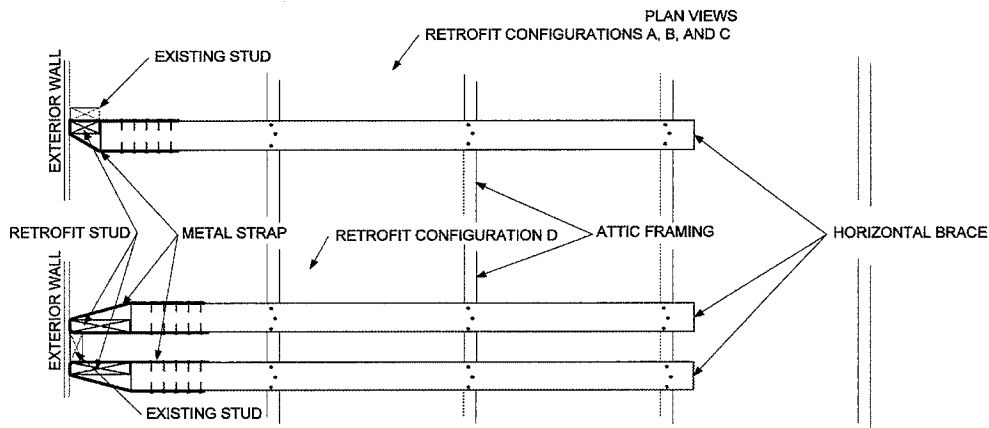 PLAN VIEWS
RETROFIT CONFIGURATIONS A, B, AND C
EXISTING STUD
EXTERIOR WALL
RETROFIT STUD
METAL STRAP
RETROFIT CONFIGURATION D
ATTIC FRAMING
HORIZONTAL BRACE
EXTERIOR WALL
EXISTING STUD